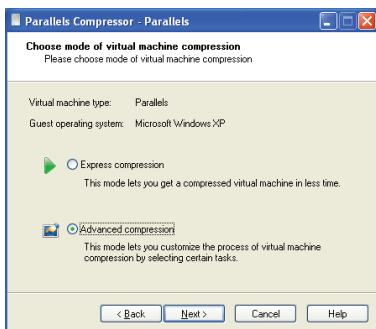 Parallels Compressor - Parallels
Choose mode of virtual machine compression
Please choose mode of virtual machine compression
Virtual machine type: Parallels
Guest operating system: Microsoft Windows XP
Express compression
This mode lets you get a compressed virtual machine in less time.
Advanced compression
This mode lets you customize the process of virtual machine
compression by selecting certain tasks.
< Back Next > Cancel Help